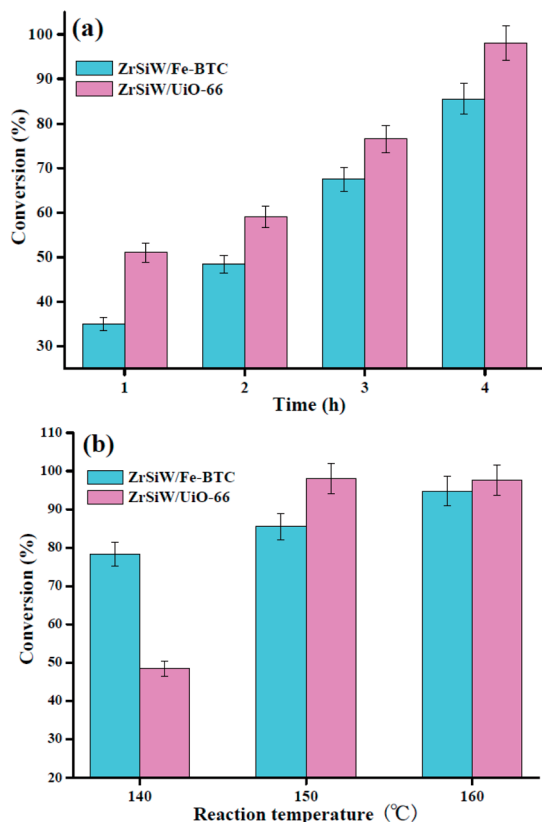 (a)
ZrSiW/Fe-BTC
ZrSiW/UiO-66
Conversion (%)
100
90
80
70
60
50
40
30
1 2 3 4
Time (h)
(b)
ZrSiW/Fe-BTC
ZrSiW/UiO-66
Conversion (%)
110
100
90
80
70
60
50
40
30
20
140 150 160
Reaction temperature (℃)